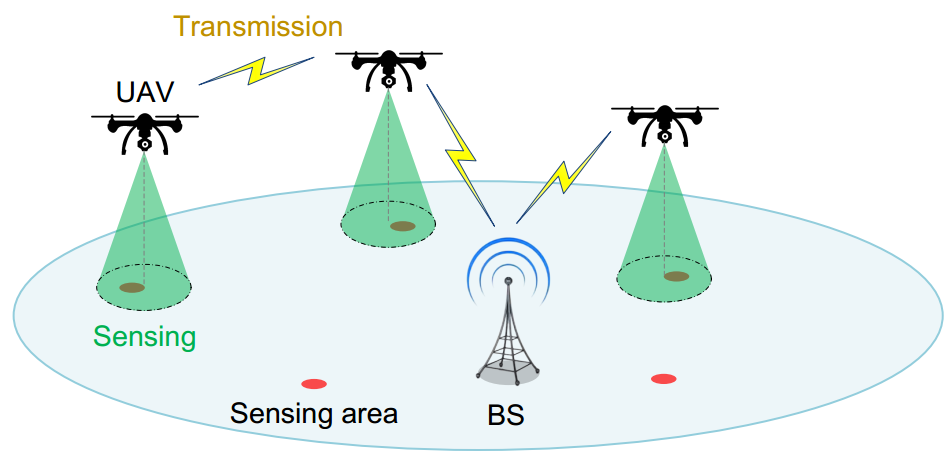 Transmission
UAV
Sensing
Sensing area
BS